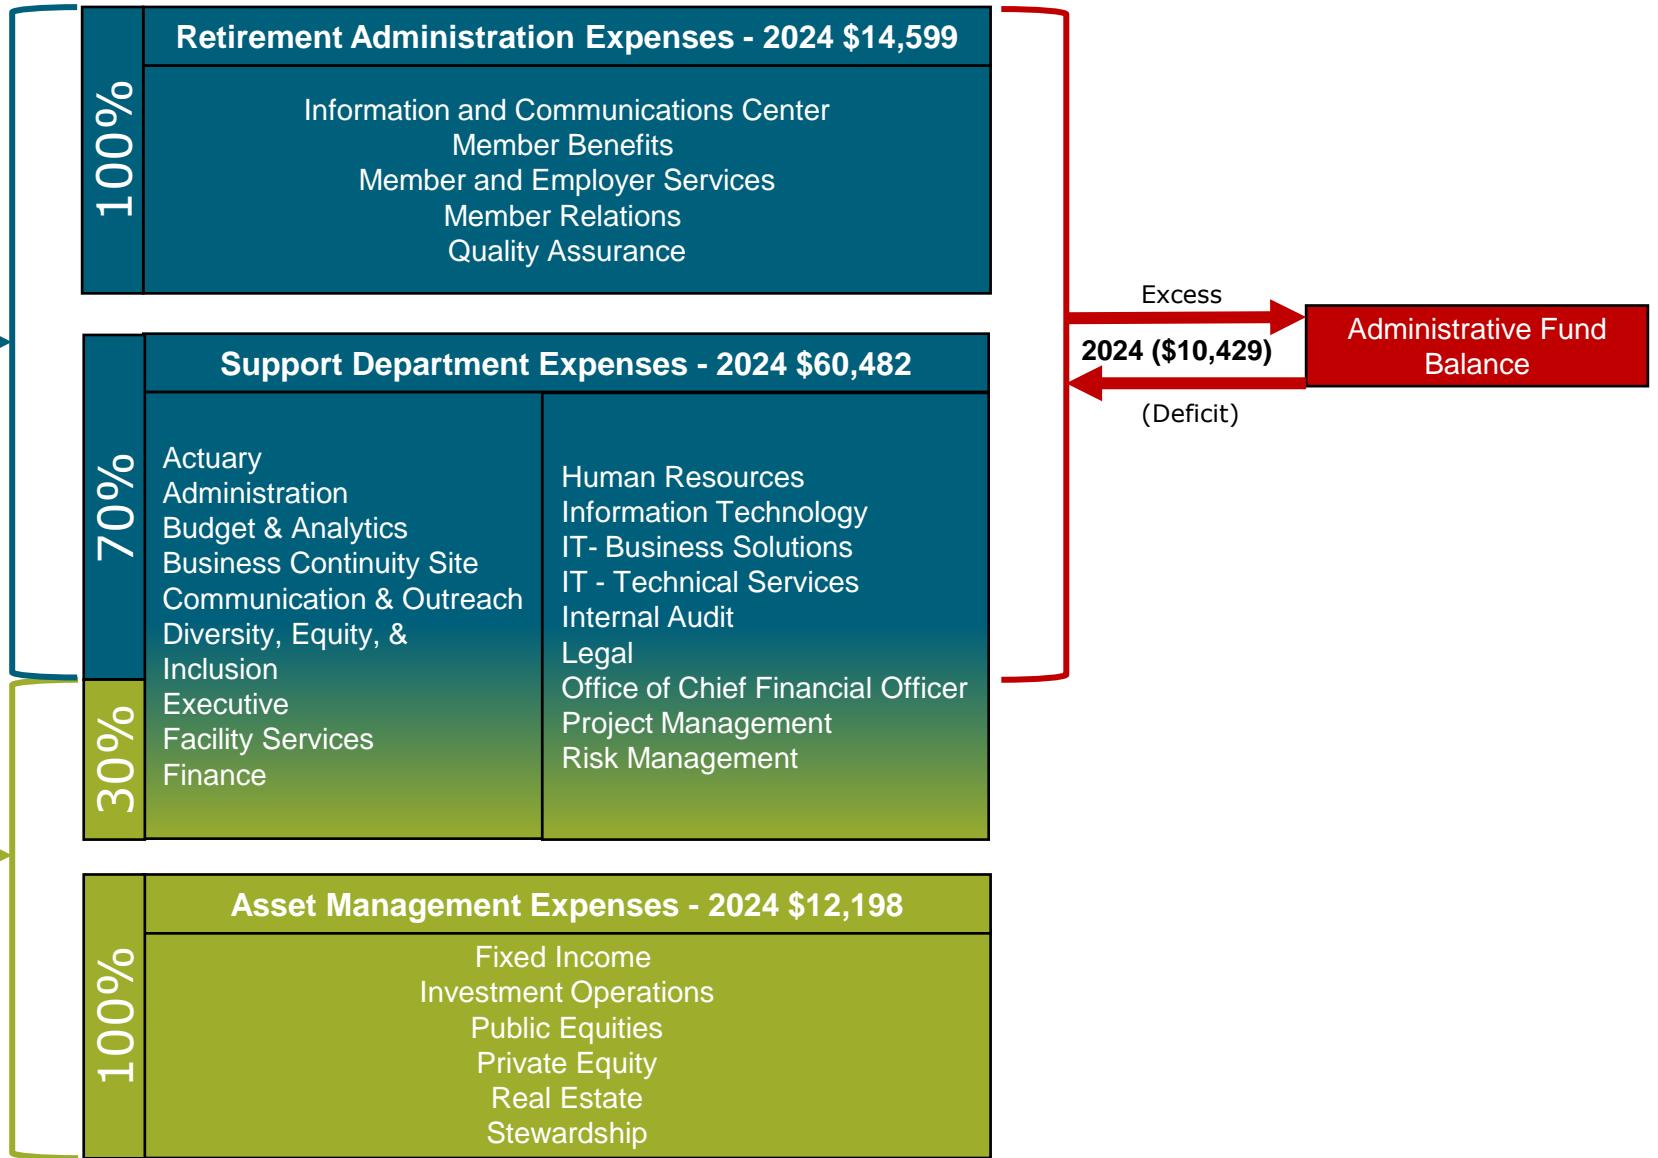 Retirement Administration Expenses - 2024 $14,599
100%
Information and Communications Center
Member Benefits
Member and Employer Services
Member Relations
Quality Assurance
Excess
2024 ($10,429)
(Deficit)
Administrative Fund
Balance
Support Department Expenses - 2024 $60,482
70%
30%
Actuary
Administration
Budget & Analytics
Business Continuity Site
Communication & Outreach
Diversity, Equity, &
Inclusion
Executive
Facility Services
Finance
Human Resources
Information Technology
IT- Business Solutions
IT - Technical Services
Internal Audit
Legal
Office of Chief Financial Officer
Project Management
Risk Management
Asset Management Expenses - 2024 $12,198
100%
Fixed Income
Investment Operations
Public Equities
Private Equity
Real Estate
Stewardship